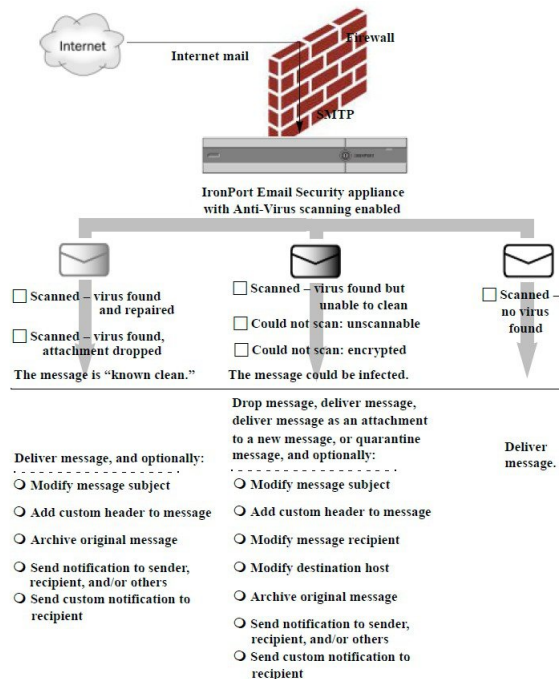 Internet
Internet mail
Firewall
SMTP
IronPort Email Security appliance
with Anti-Virus scanning enabled
Scanned – virus found
and repaired
Scanned – virus found,
attachment dropped
The message is “known clean.”
Scanned – virus found but
unable to clean
Could not scan: unscannable
Could not scan: encrypted
The message could be infected.
Scanned –
no virus
found
Deliver message, and optionally:
Modify message subject
Add custom header to message
Archive original message
Send notification to sender,
recipient, and/or others
Send custom notification to
recipient
Drop message, deliver message,
deliver message as an attachment
to a new message, or quarantine
message, and optionally:
Modify message subject
Add custom header to message
Modify message recipient
Modify destination host
Archive original message
Send notification to sender,
recipient, and/or others
Send custom notification to
recipient
Deliver
message.